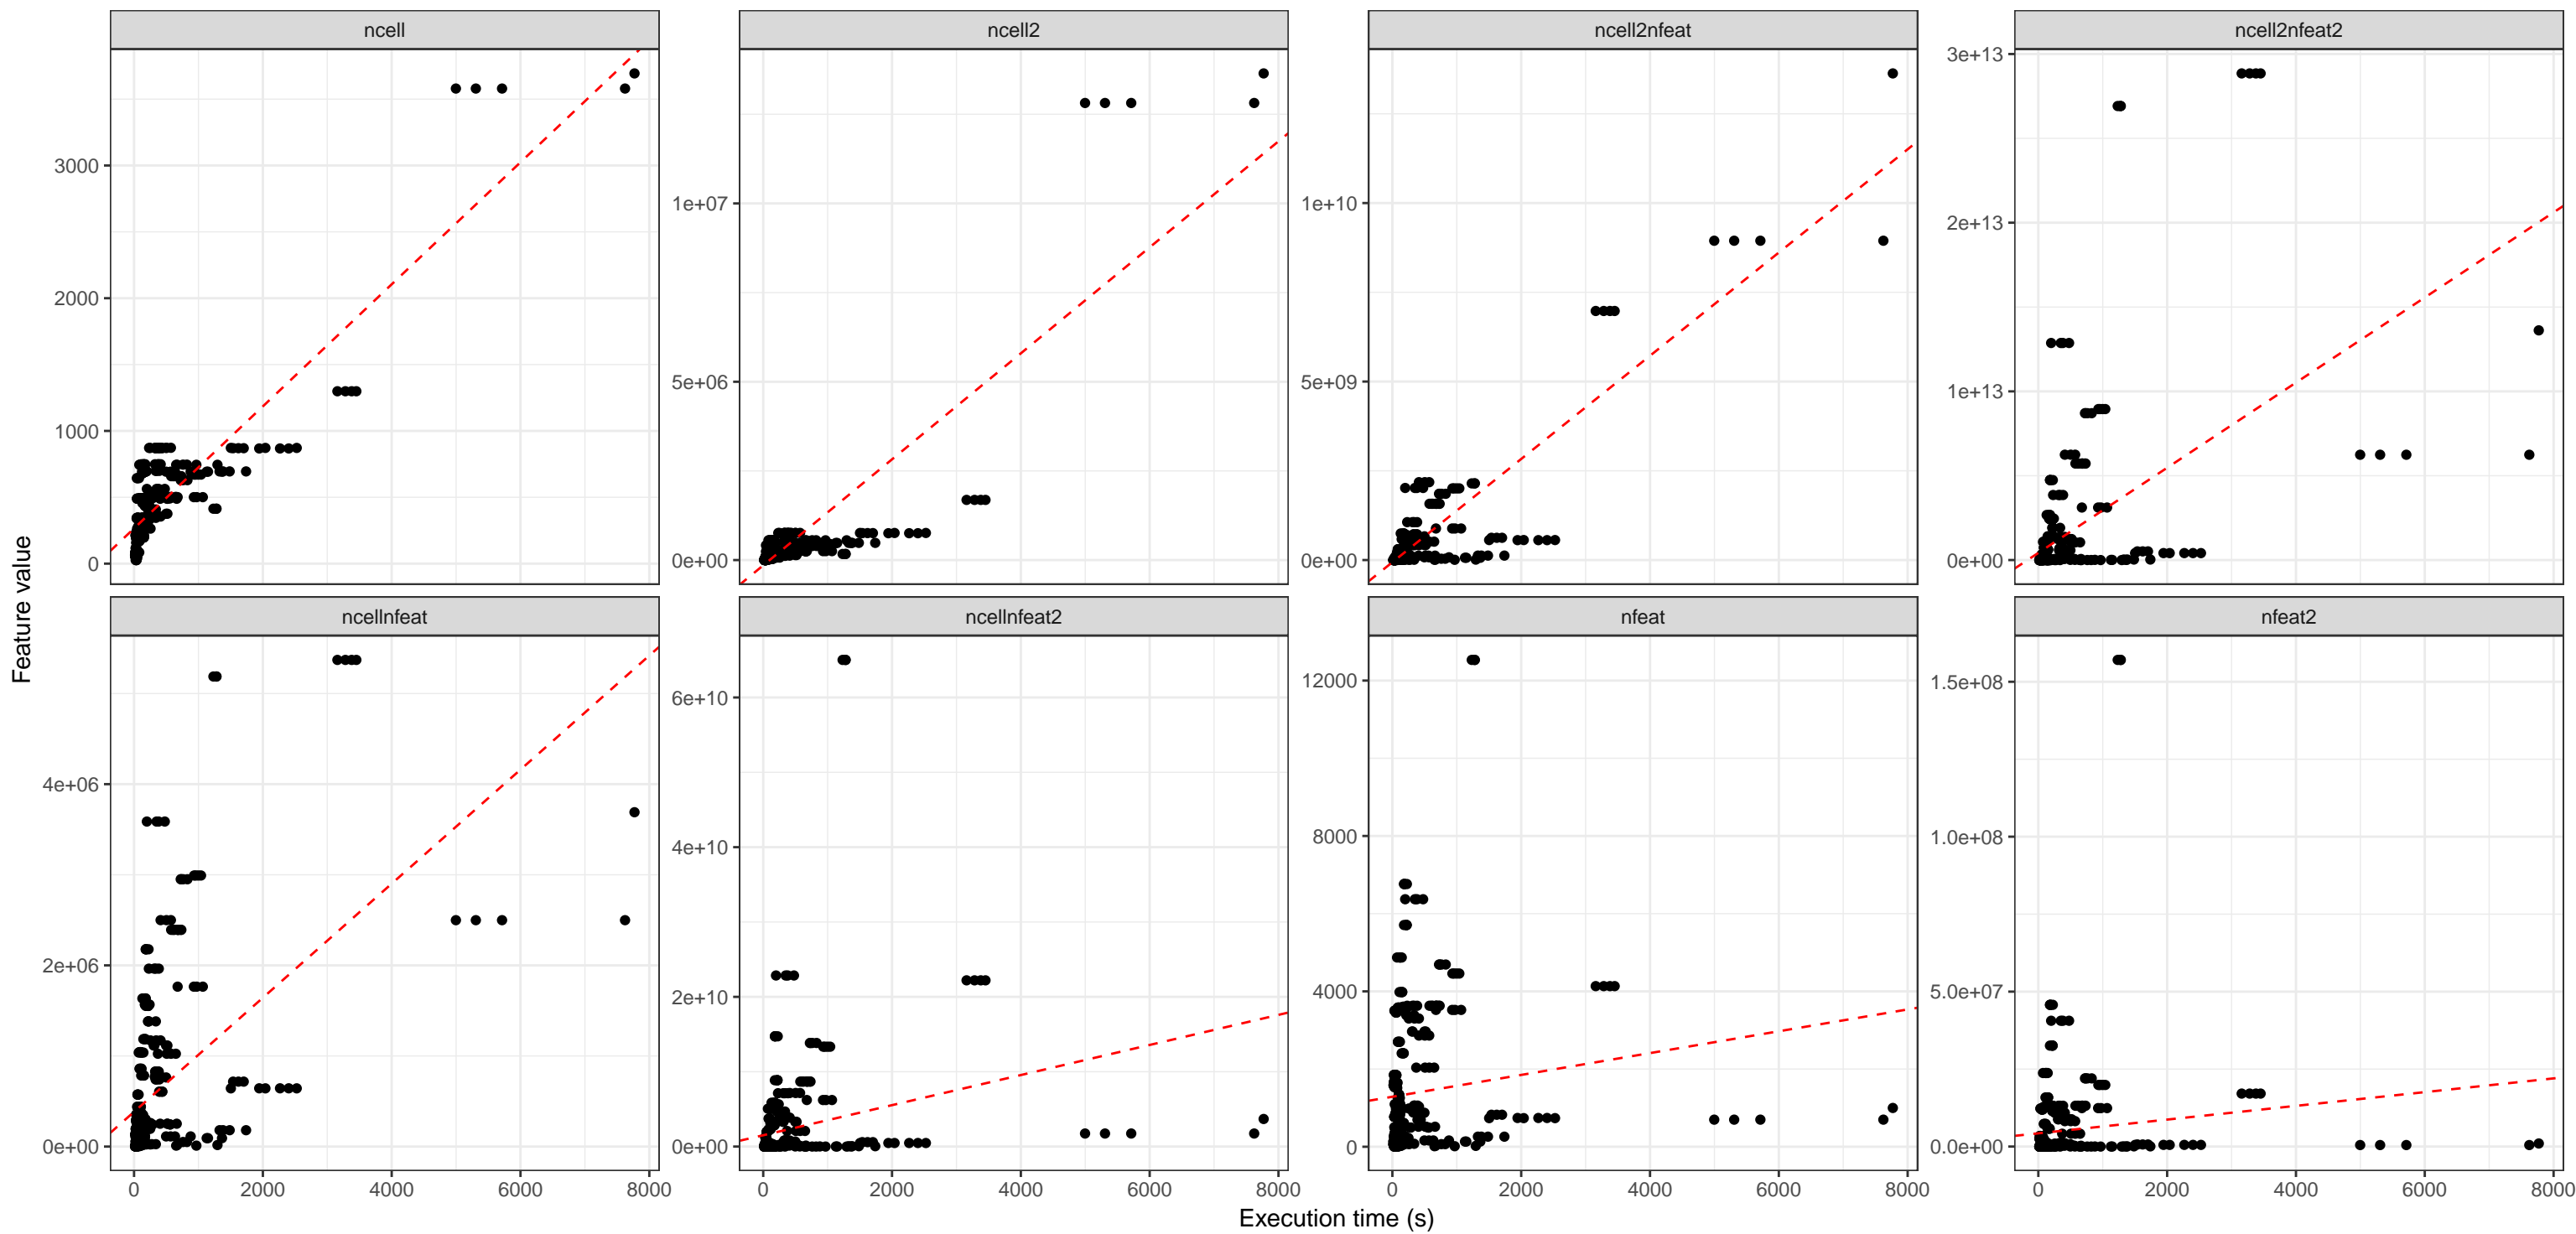 ncell
ncell2
ncell2nfeat
ncell2nfeat2
3000
2000
1000
0
1e+07
5e+06
0e+00
1e+10
5e+09
0e+00
3e+13
2e+13
1e+13
0e+00
Feature value
ncellnfeat
ncellnfeat2
nfeat
nfeat2
4e+06
2e+06
0e+00
6e+10
4e+10
2e+10
0e+00
12000
8000
4000
0
1.5e+08
1.0e+08
5.0e+07
0.0e+00
0 2000 4000 6000 8000
0 2000 4000 6000 8000
0 2000 4000 6000 8000
0 2000 4000 6000 8000
Execution time (s)